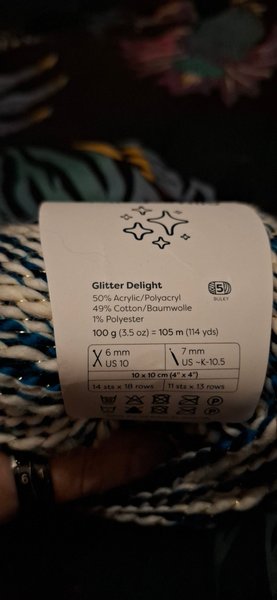 Glitter Delight
50% Acrylic/Polyacryl
49% Cotton/Baumwolle
1% Polyester
100 g (3.5 oz) = 105 m (114 yds)
5
BULKY
6 mm
US 10
7 mm
US ~K-10.5
10 x 10 cm (4" x 4")
14 sts x 18 rows
11 sts x 13 rows